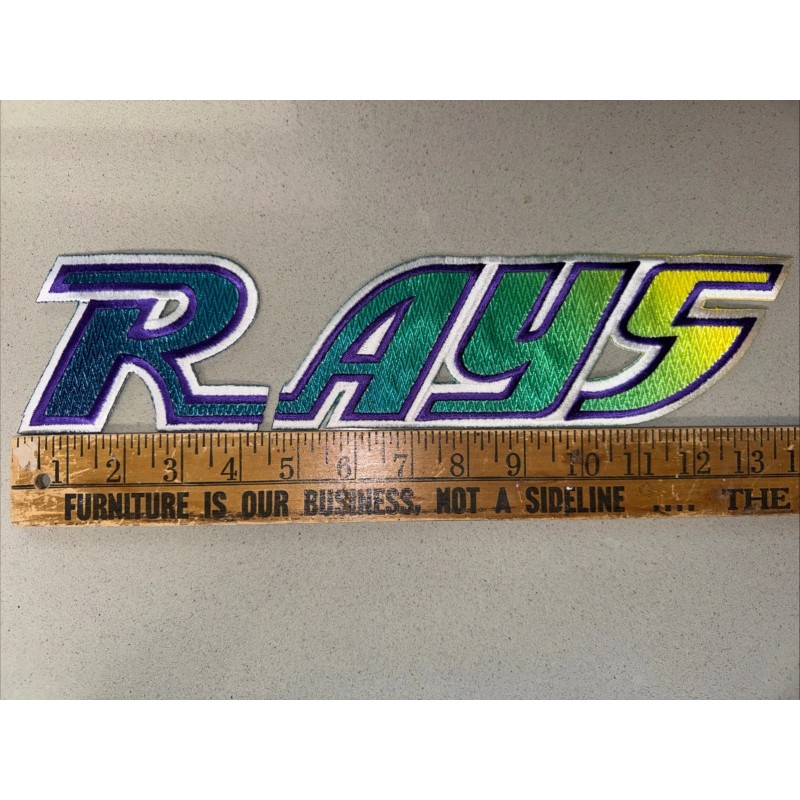 RAYS
1 2 3 4 5 6 7 8 9 10 11 12 13 1
FURNITURE IS OUR BUSINESS, NOT A SIDELINE .... THE